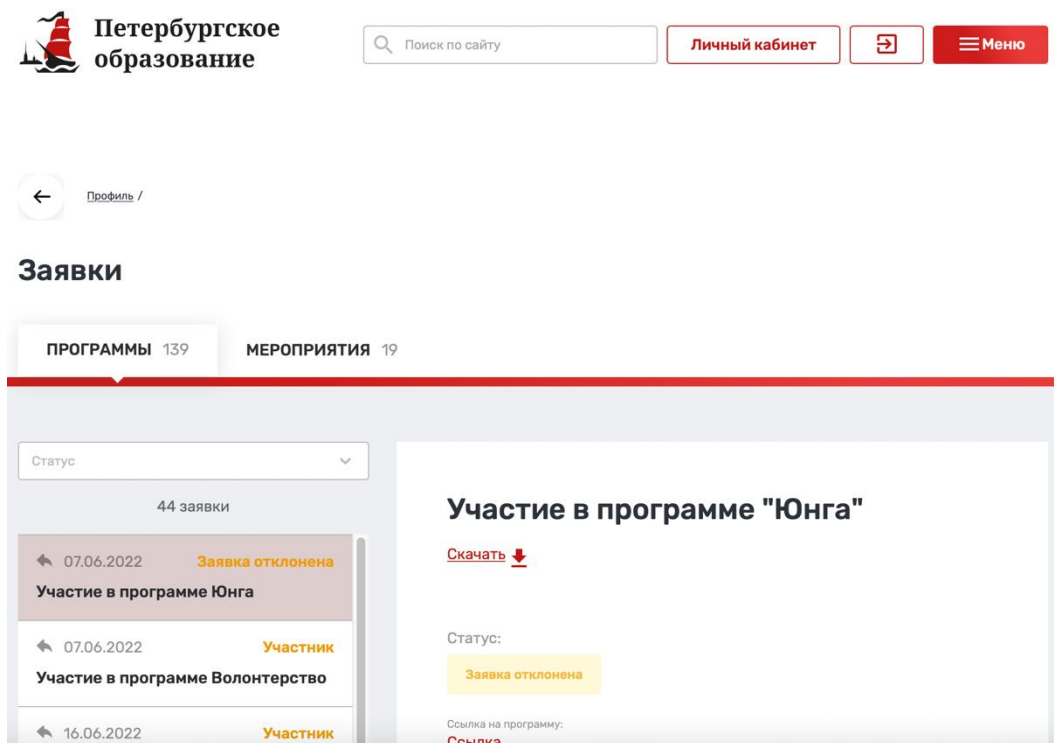 Петербургское
образование
Поиск по сайту
Личный кабинет
Меню
Профиль /
Заявки
ПРОГРАММЫ 139
МЕРОПРИЯТИЯ 19
Статус
44 заявки
07.06.2022 Заявка отклонена
Участие в программе Юнга
07.06.2022 Участник
Участие в программе Волонтерство
16.06.2022 Участник
Участие в программе "Юнга"
Скачать
Статус:
Заявка отклонена
Ссылка на программу:
Ссылка